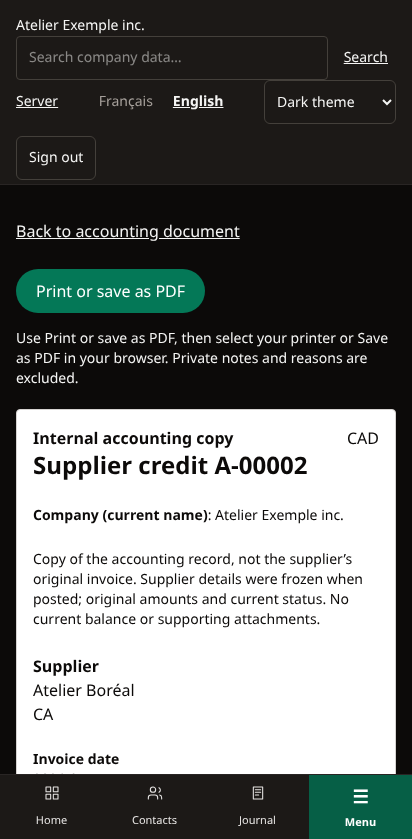 Atelier Exemple inc.
Search company data...
Search
Server
Français
English
Dark theme
Sign out
Back to accounting document
Print or save as PDF
Use Print or save as PDF, then select your printer or Save
as PDF in your browser. Private notes and reasons are
excluded.
Internal accounting copy
CAD
Supplier credit A-00002
Company (current name): Atelier Exemple inc.
Copy of the accounting record, not the supplier’s
original invoice. Supplier details were frozen when
posted; original amounts and current status. No
current balance or supporting attachments.
Supplier
Atelier Boréal
CA
Invoice date
Home
Contacts
Journal
Menu